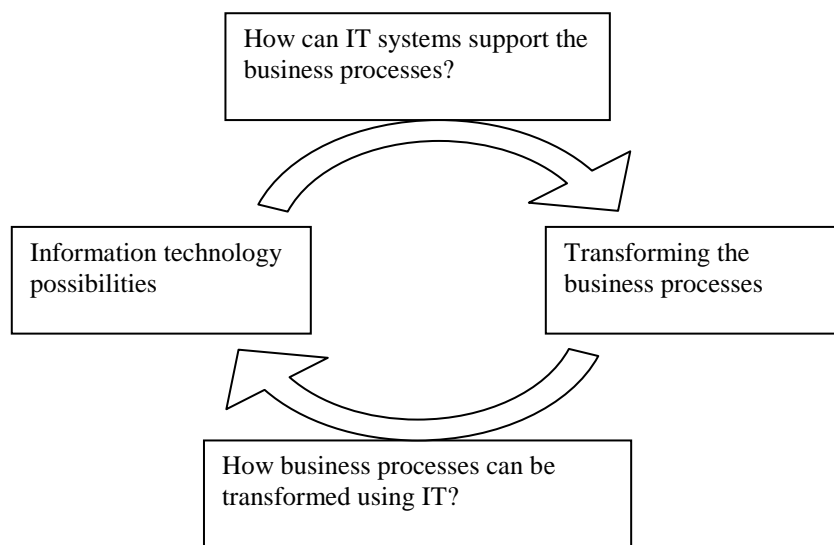 How can IT systems support the
business processes?
Information technology
possibilities
Transforming the
business processes
How business processes can be
transformed using IT?